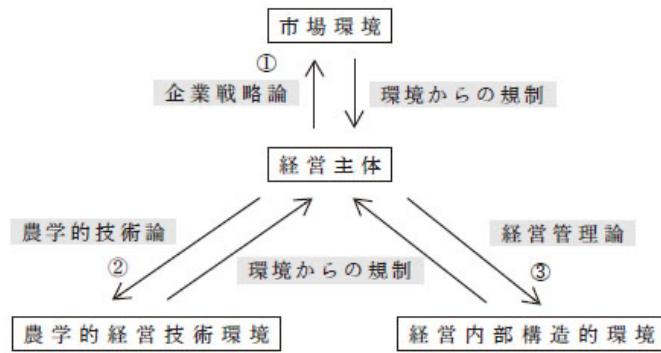 市場環境
①
企業戦略論
環境からの規制
経営主体
農学的技術論
②
環境からの規制
経営管理論
③
農学的経営技術環境
経営内部構造的環境